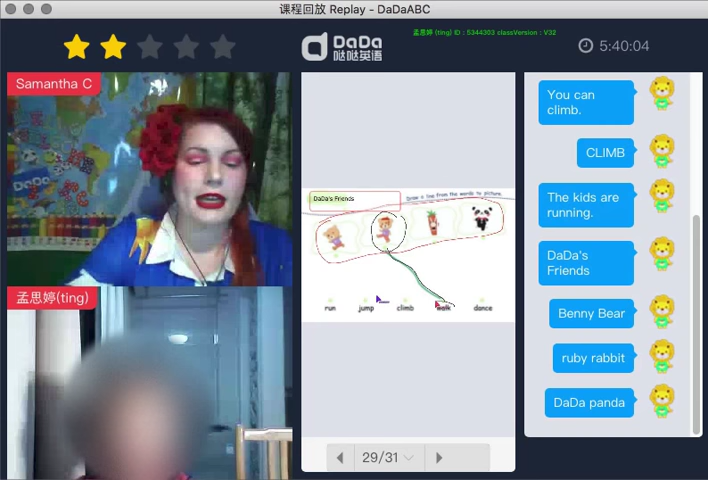 课程回放 Replay - DaDaABC
DaDa
哒哒英语
孟思婷 (ting) ID : 5344303 classVersion : V32
5:40:04
Samantha C
孟思婷(ting)
DaDa's Friends
Draw a line from the words to picture.
run jump climb walk dance
29/31
You can
climb.
CLIMB
The kids are
running.
DaDa's
Friends
Benny Bear
ruby rabbit
DaDa panda